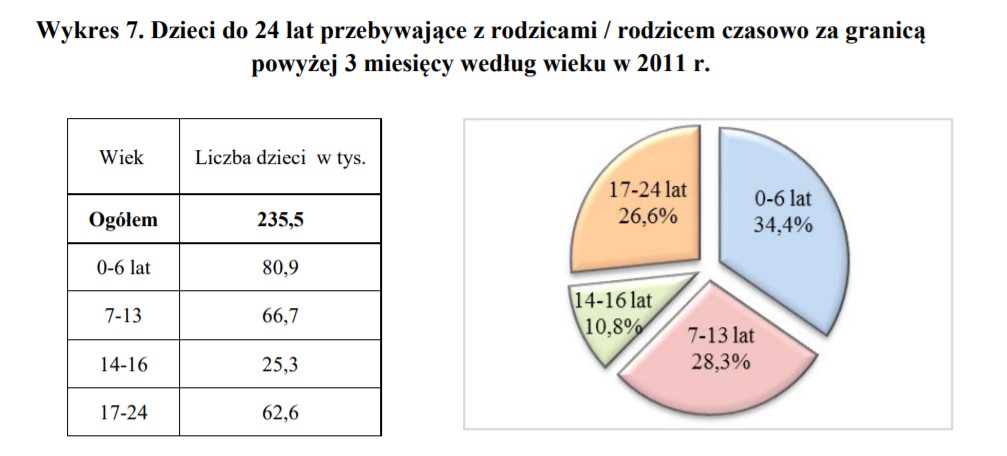 Wykres 7. Dzieci do 24 lat przebywające z rodzicami / rodzicem czasowo za granicą
powyżej 3 miesięcy według wieku w 2011 r.
Wiek Liczba dzieci w tys.
Ogółem 235,5
0-6 lat 80,9
7-13 66,7
14-16 25,3
17-24 62,6
17-24 lat
26,6%
0-6 lat
34,4%
14-16 lat
10,8%
7-13 lat
28,3%